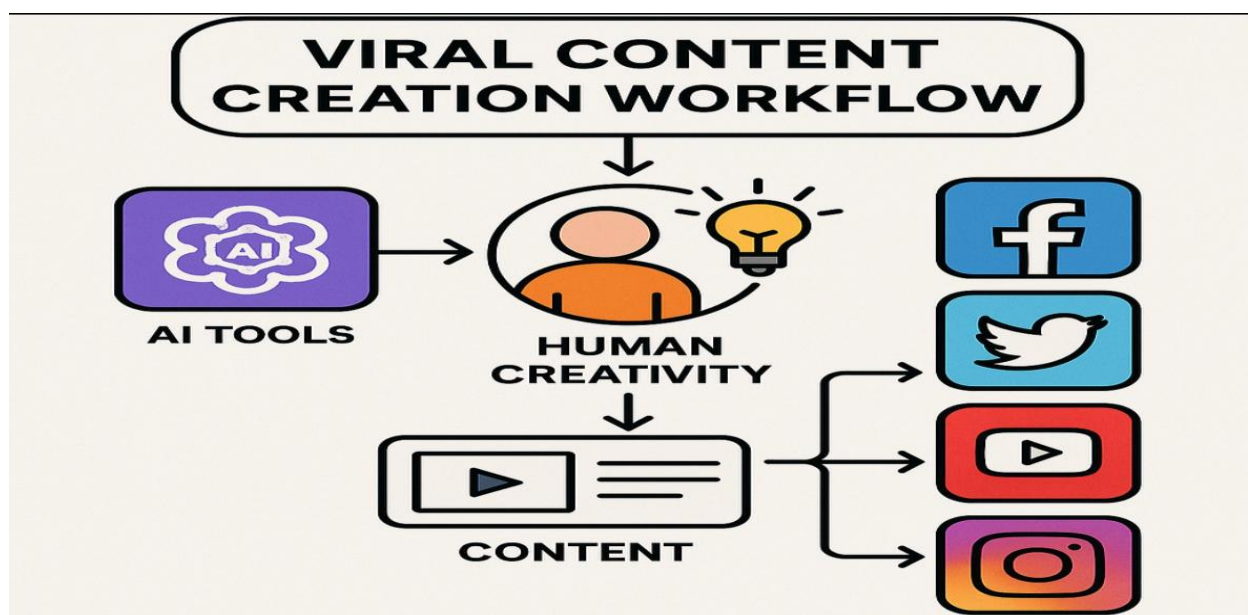 VIRAL CONTENT
CREATION WORKFLOW
AI
AI TOOLS
HUMAN
CREATIVITY
f
CONTENT